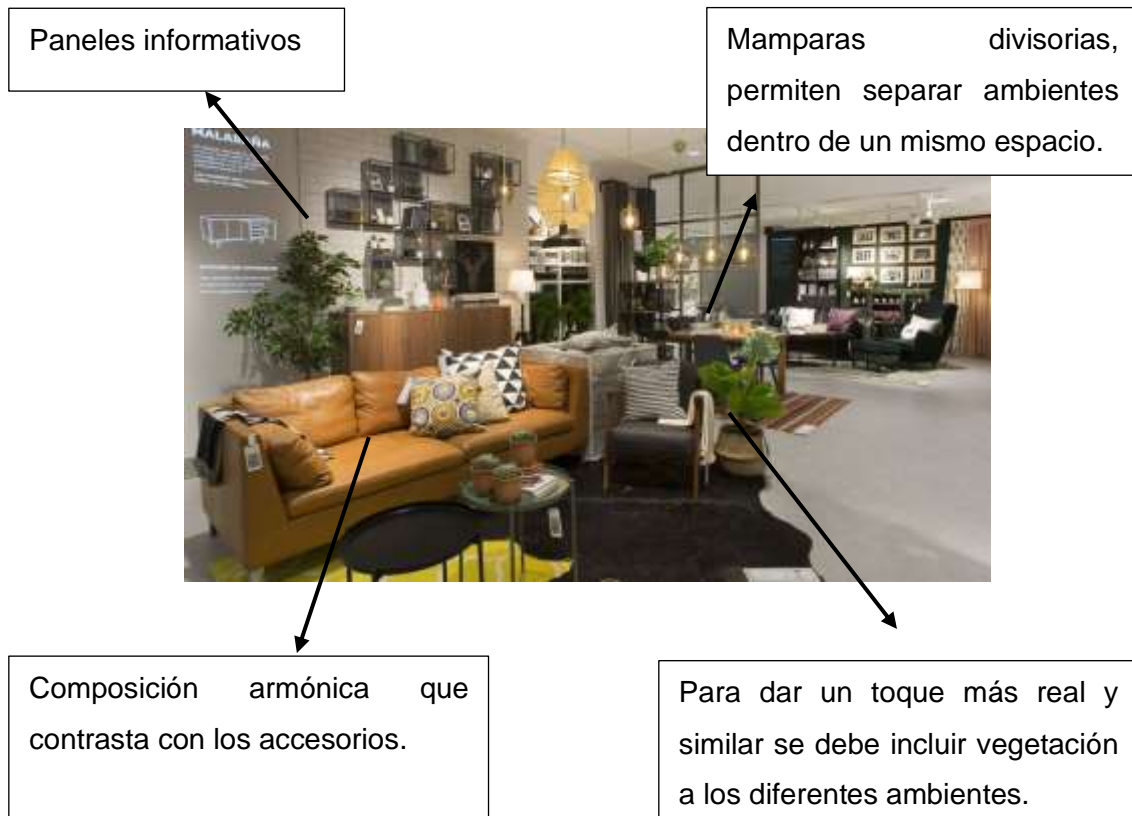 Paneles informativos
Mamparas divisorias,
permiten separar ambientes
dentro de un mismo espacio.
Composición armónica que
contrasta con los accesorios.
Para dar un toque más real y
similar se debe incluir vegetación
a los diferentes ambientes.